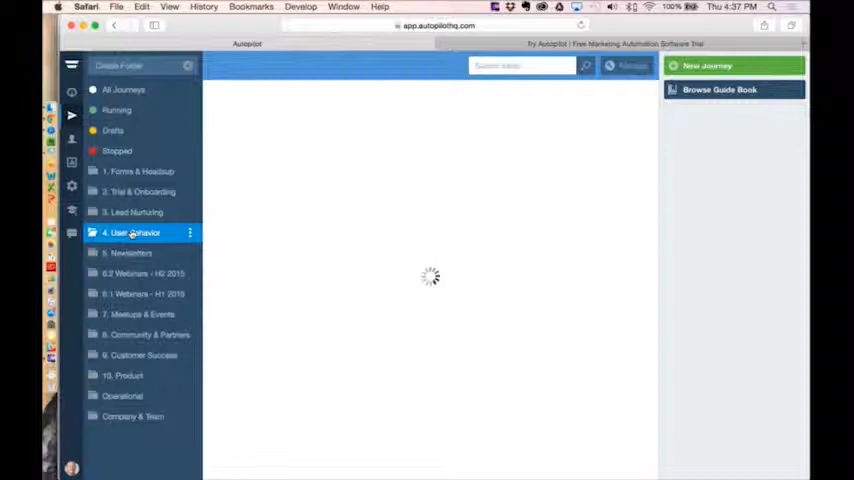 Safari File Edit View History Bookmarks Develop Window Help 100% Thu 4:37 PM
app.autopilothq.com
Autopilot Try Autopilot | Free Marketing Automation Software Trial
Create Folder
Manage
New Journey
All Journeys
Browse Guide Book
Running
Drafts
Stopped
1. Forms & Headsup
2. Trial & Onboarding
3. Lead Nurturing
4. User Behavior
5. Newsletters
6.2 Webinars - H2 2015
6.1 Webinars - H1 2015
7. Meetups & Events
8. Community & Partners
9. Customer Success
10. Product
Operational
Company & Team